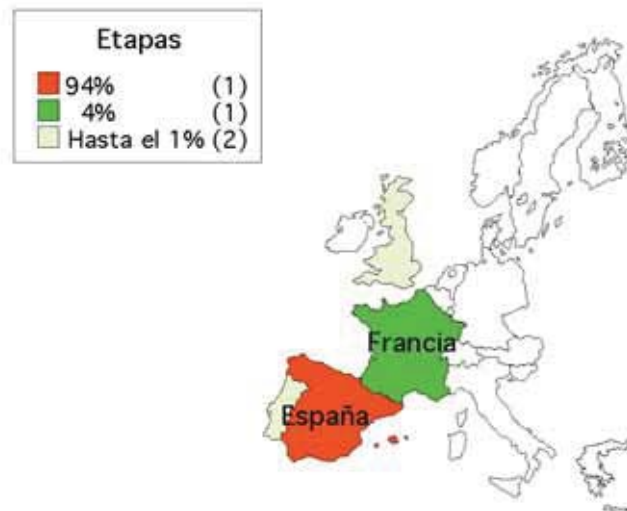 Etapas
94% (1)
4% (1)
Hasta el 1% (2)
Francia
España